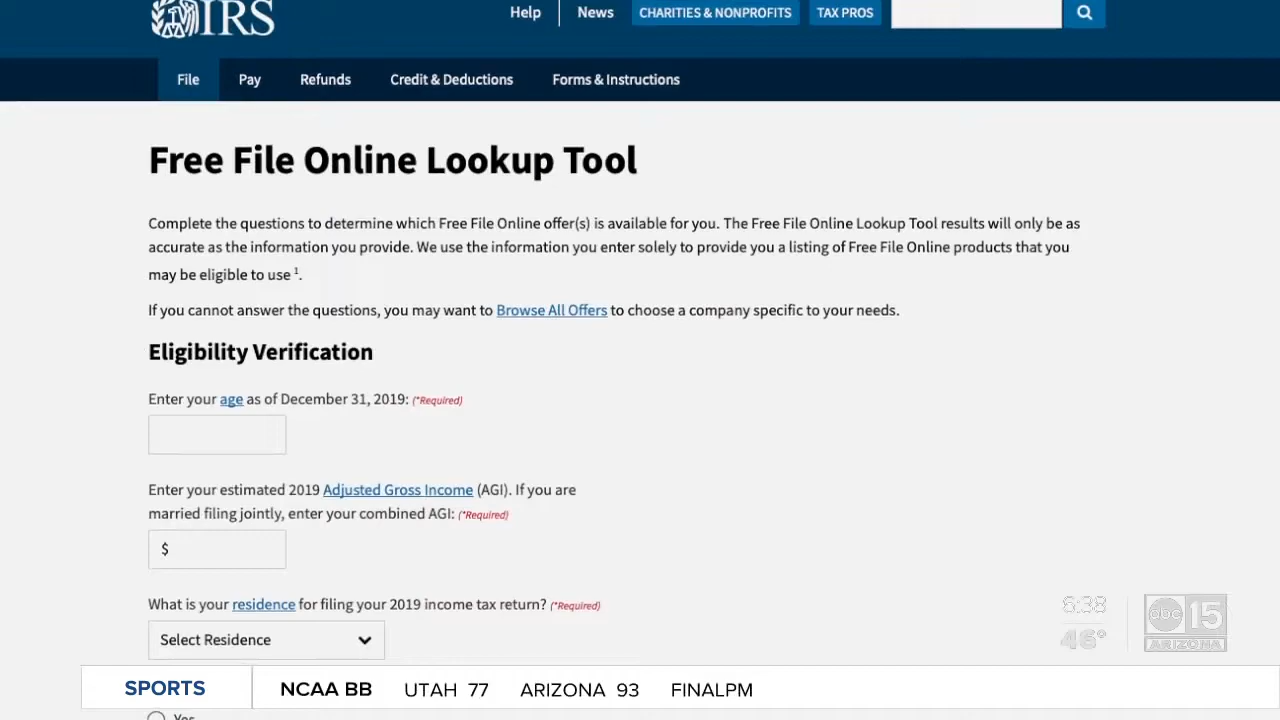 IRS
Help
News
CHARITIES & NONPROFITS
TAX PROS
File
Pay
Refunds
Credit & Deductions
Forms & Instructions
Free File Online Lookup Tool
Complete the questions to determine which Free File Online offer(s) is available for you. The Free File Online Lookup Tool results will only be as
accurate as the information you provide. We use the information you enter solely to provide you a listing of Free File Online products that you
may be eligible to use 1.
If you cannot answer the questions, you may want to Browse All Offers to choose a company specific to your needs.
Eligibility Verification
Enter your age as of December 31, 2019: (*Required)
Enter your estimated 2019 Adjusted Gross Income (AGI). If you are
married filing jointly, enter your combined AGI: (*Required)
$
What is your residence for filing your 2019 income tax return? (*Required)
Select Residence
8:38
46°
abc 15
ARIZONA
SPORTS
NCAA BB UTAH 77 ARIZONA 93 FINALPM
Yes